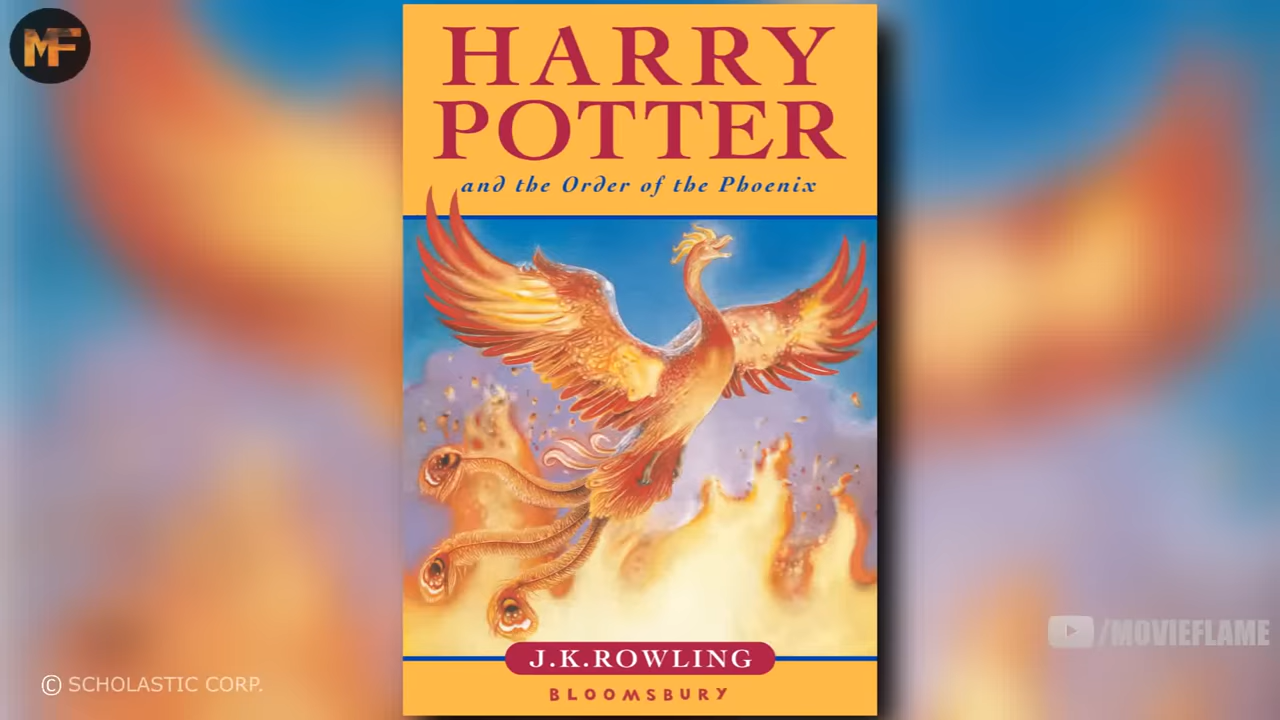 MF
HARRY
POTTER
and the Order of the Phoenix
J.K.ROWLING
BLOOMSBURY
© SCHOLASTIC CORP.
/MOVIEFLAME